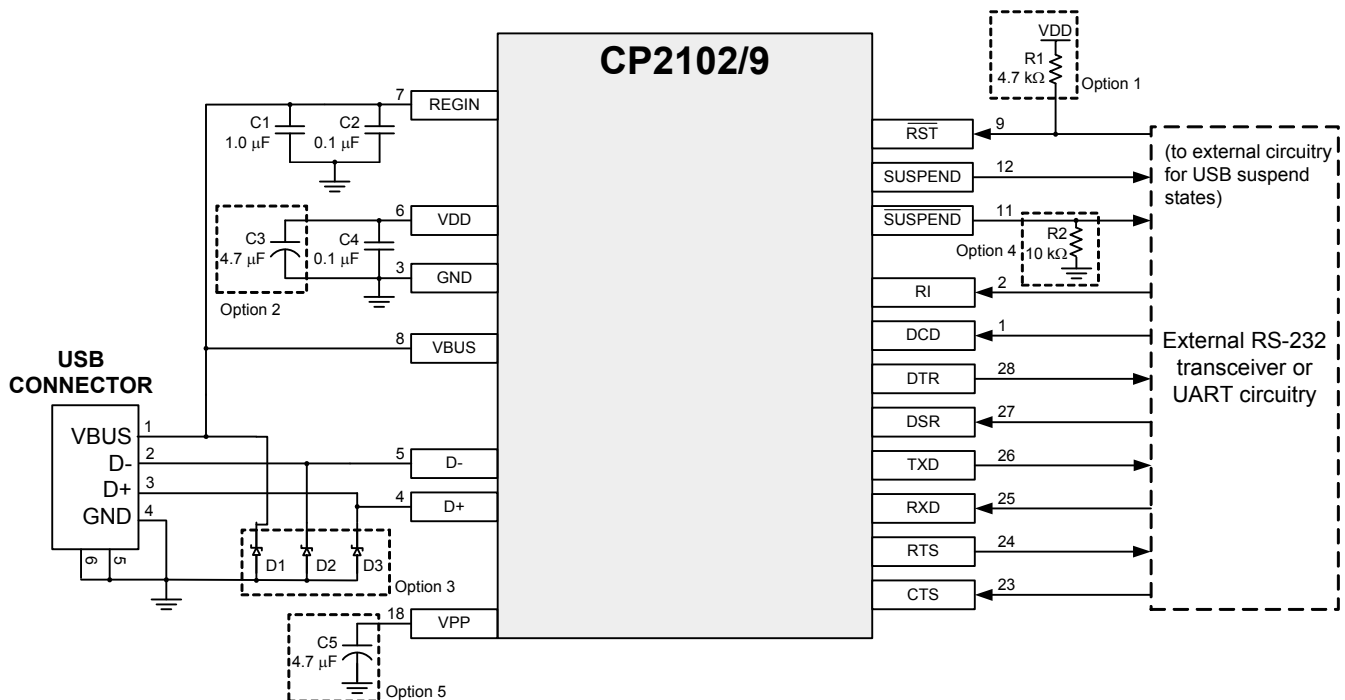 CP2102/9
VDD
R1
4.7 kΩ
Option 1
7
REGIN
C1
1.0 μF
C2
0.1 μF
RST
9
(to external circuitry
for USB suspend
states)
SUSPEND
12
6
VDD
SUSPEND
11
C3
4.7 μF
C4
0.1 μF
R2
10 kΩ
Option 4
3
GND
Option 2
RI
2
8
VBUS
DCD
1
External RS-232
transceiver or
UART circuitry
USB
CONNECTOR
DTR
28
DSR
27
VBUS
1
D-
2
D+
3
GND
4
6
5
5
D-
TXD
26
4
D+
RXD
25
D1
D2
D3
Option 3
RTS
24
CTS
23
18
VPP
C5
4.7 μF
Option 5